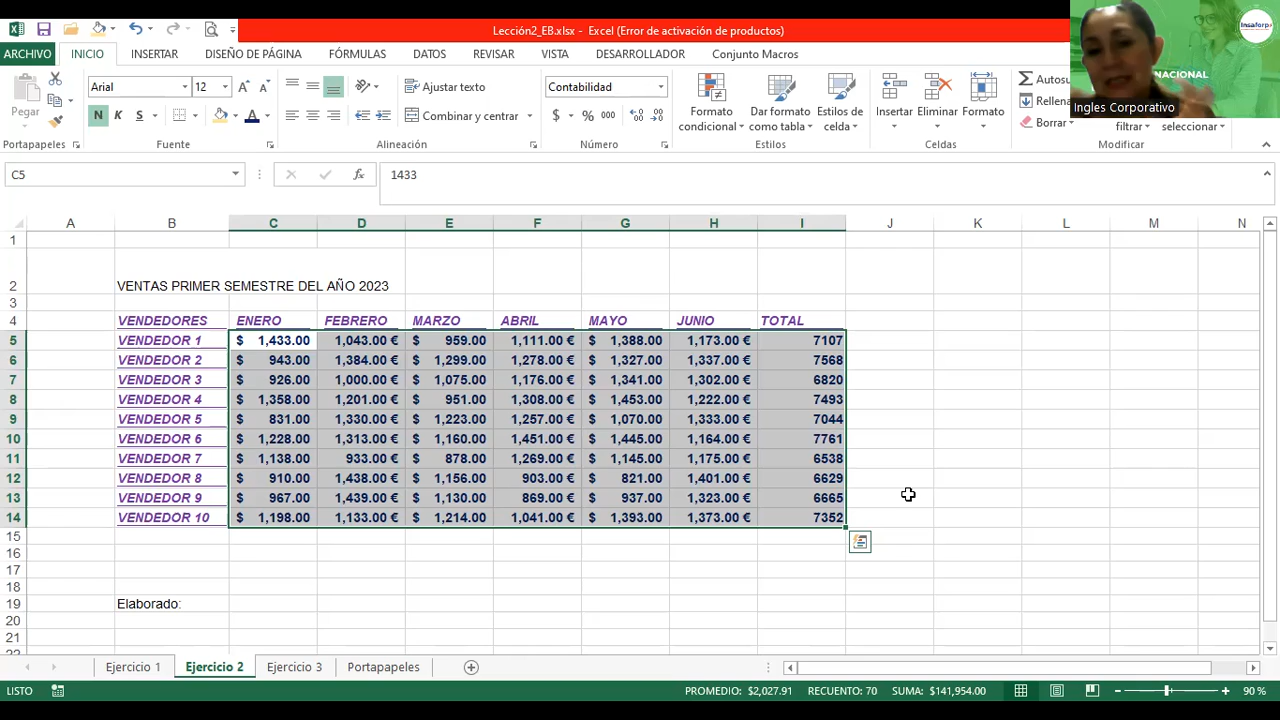 Lección2_EB.xlsx - Excel (Error de activación de productos)
ARCHIVO INICIO INSERTAR DISEÑO DE PÁGINA FÓRMULAS DATOS REVISAR VISTA DESARROLLADOR Conjunto Macros
Pegar
Arial 12
N K S
Ajustar texto
Combinar y centrar
Contabilidad
$ % 000
Formato condicional
Dar formato como tabla
Estilos de celda
Insertar Eliminar Formato
Autosu
Rellena
Borrar
filtrar seleccionar
Portapapeles Fuente Alineación Número Estilos Celdas Modificar
Insaforp
NACIONAL
Ingles Corporativo
C5 fx 1433
A B C D E F G H I J K L M N
1
2 VENTAS PRIMER SEMESTRE DEL AÑO 2023
3
4 VENDEDORES ENERO FEBRERO MARZO ABRIL MAYO JUNIO TOTAL
5 VENDEDOR 1 $ 1,433.00 1,043.00 € $ 959.00 1,111.00 € $ 1,388.00 1,173.00 € 7107
6 VENDEDOR 2 $ 943.00 1,384.00 € $ 1,299.00 1,278.00 € $ 1,327.00 1,337.00 € 7568
7 VENDEDOR 3 $ 926.00 1,000.00 € $ 1,075.00 1,176.00 € $ 1,341.00 1,302.00 € 6820
8 VENDEDOR 4 $ 1,358.00 1,201.00 € $ 951.00 1,308.00 € $ 1,453.00 1,222.00 € 7493
9 VENDEDOR 5 $ 831.00 1,330.00 € $ 1,223.00 1,257.00 € $ 1,070.00 1,333.00 € 7044
10 VENDEDOR 6 $ 1,228.00 1,313.00 € $ 1,160.00 1,451.00 € $ 1,445.00 1,164.00 € 7761
11 VENDEDOR 7 $ 1,138.00 933.00 € $ 878.00 1,269.00 € $ 1,145.00 1,175.00 € 6538
12 VENDEDOR 8 $ 910.00 1,438.00 € $ 1,156.00 903.00 € $ 821.00 1,401.00 € 6629
13 VENDEDOR 9 $ 967.00 1,439.00 € $ 1,130.00 869.00 € $ 937.00 1,323.00 € 6665
14 VENDEDOR 10 $ 1,198.00 1,133.00 € $ 1,214.00 1,041.00 € $ 1,393.00 1,373.00 € 7352
15
16
17
18
19 Elaborado:
20
21
22
Ejercicio 1 Ejercicio 2 Ejercicio 3 Portapapeles
LISTO PROMEDIO: $2,027.91 RECUENTO: 70 SUMA: $141,954.00 90 %